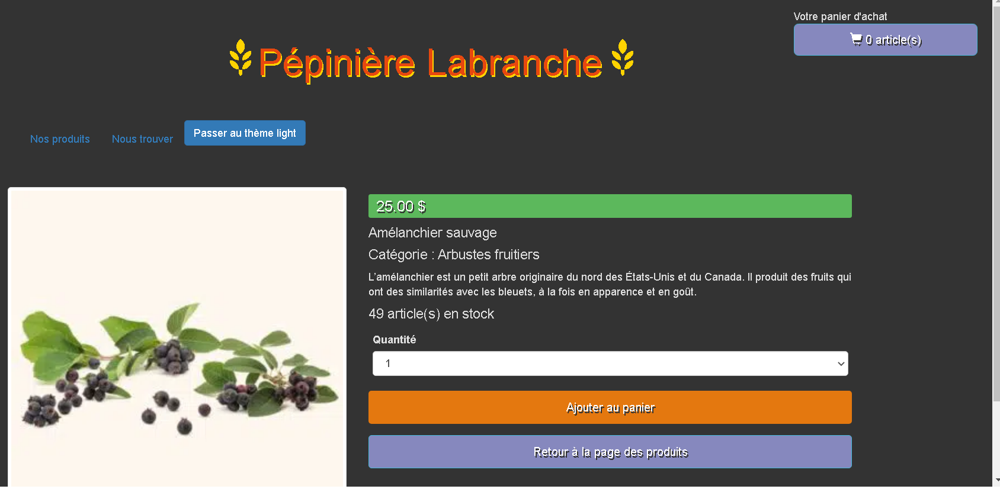 Votre panier d'achat
0 article(s)
Pépinière Labranche
Nos produits
Nous trouver
Passer au thème light
25.00 $
Amélanchier sauvage
Catégorie : Arbustes fruitiers
L’amélanchier est un petit arbre originaire du nord des États-Unis et du Canada. Il produit des fruits qui
ont des similarités avec les bleuets, à la fois en apparence et en goût.
49 article(s) en stock
Quantité
1
Ajouter au panier
Retour à la page des produits